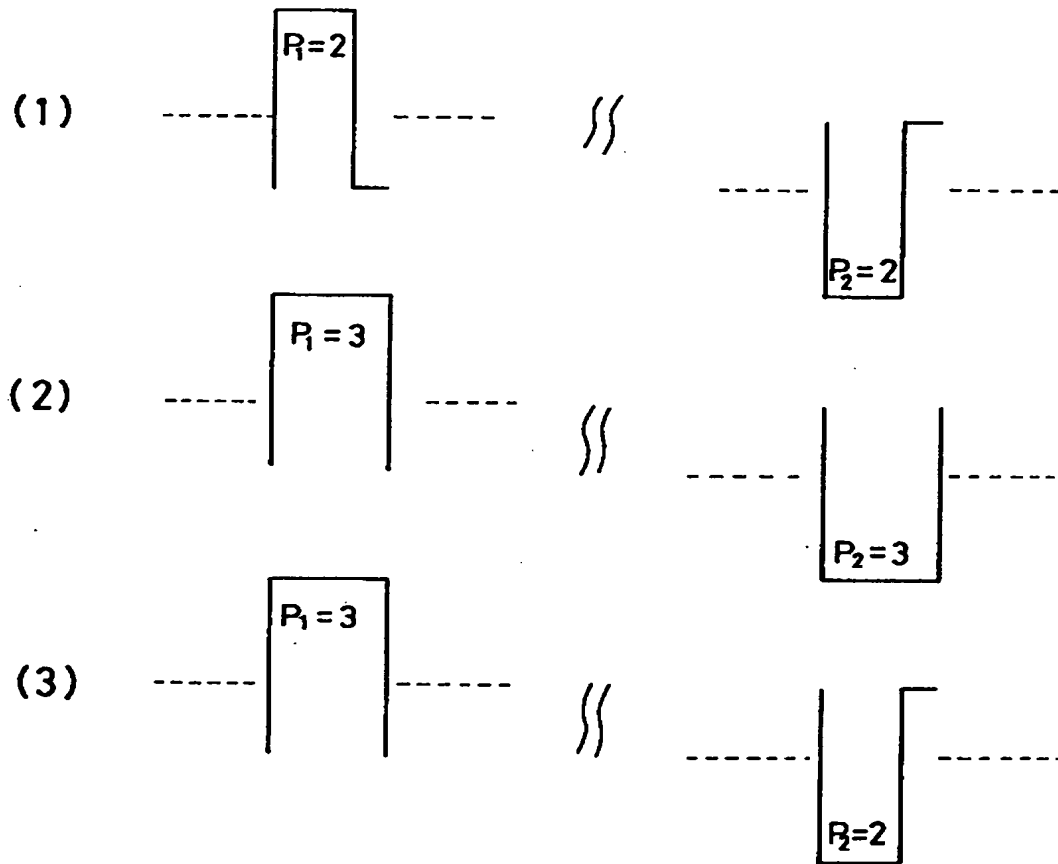 (1)
P₁=2
P₂=2
(2)
P₁=3
P₂=3
(3)
P₁=3
P₂=2